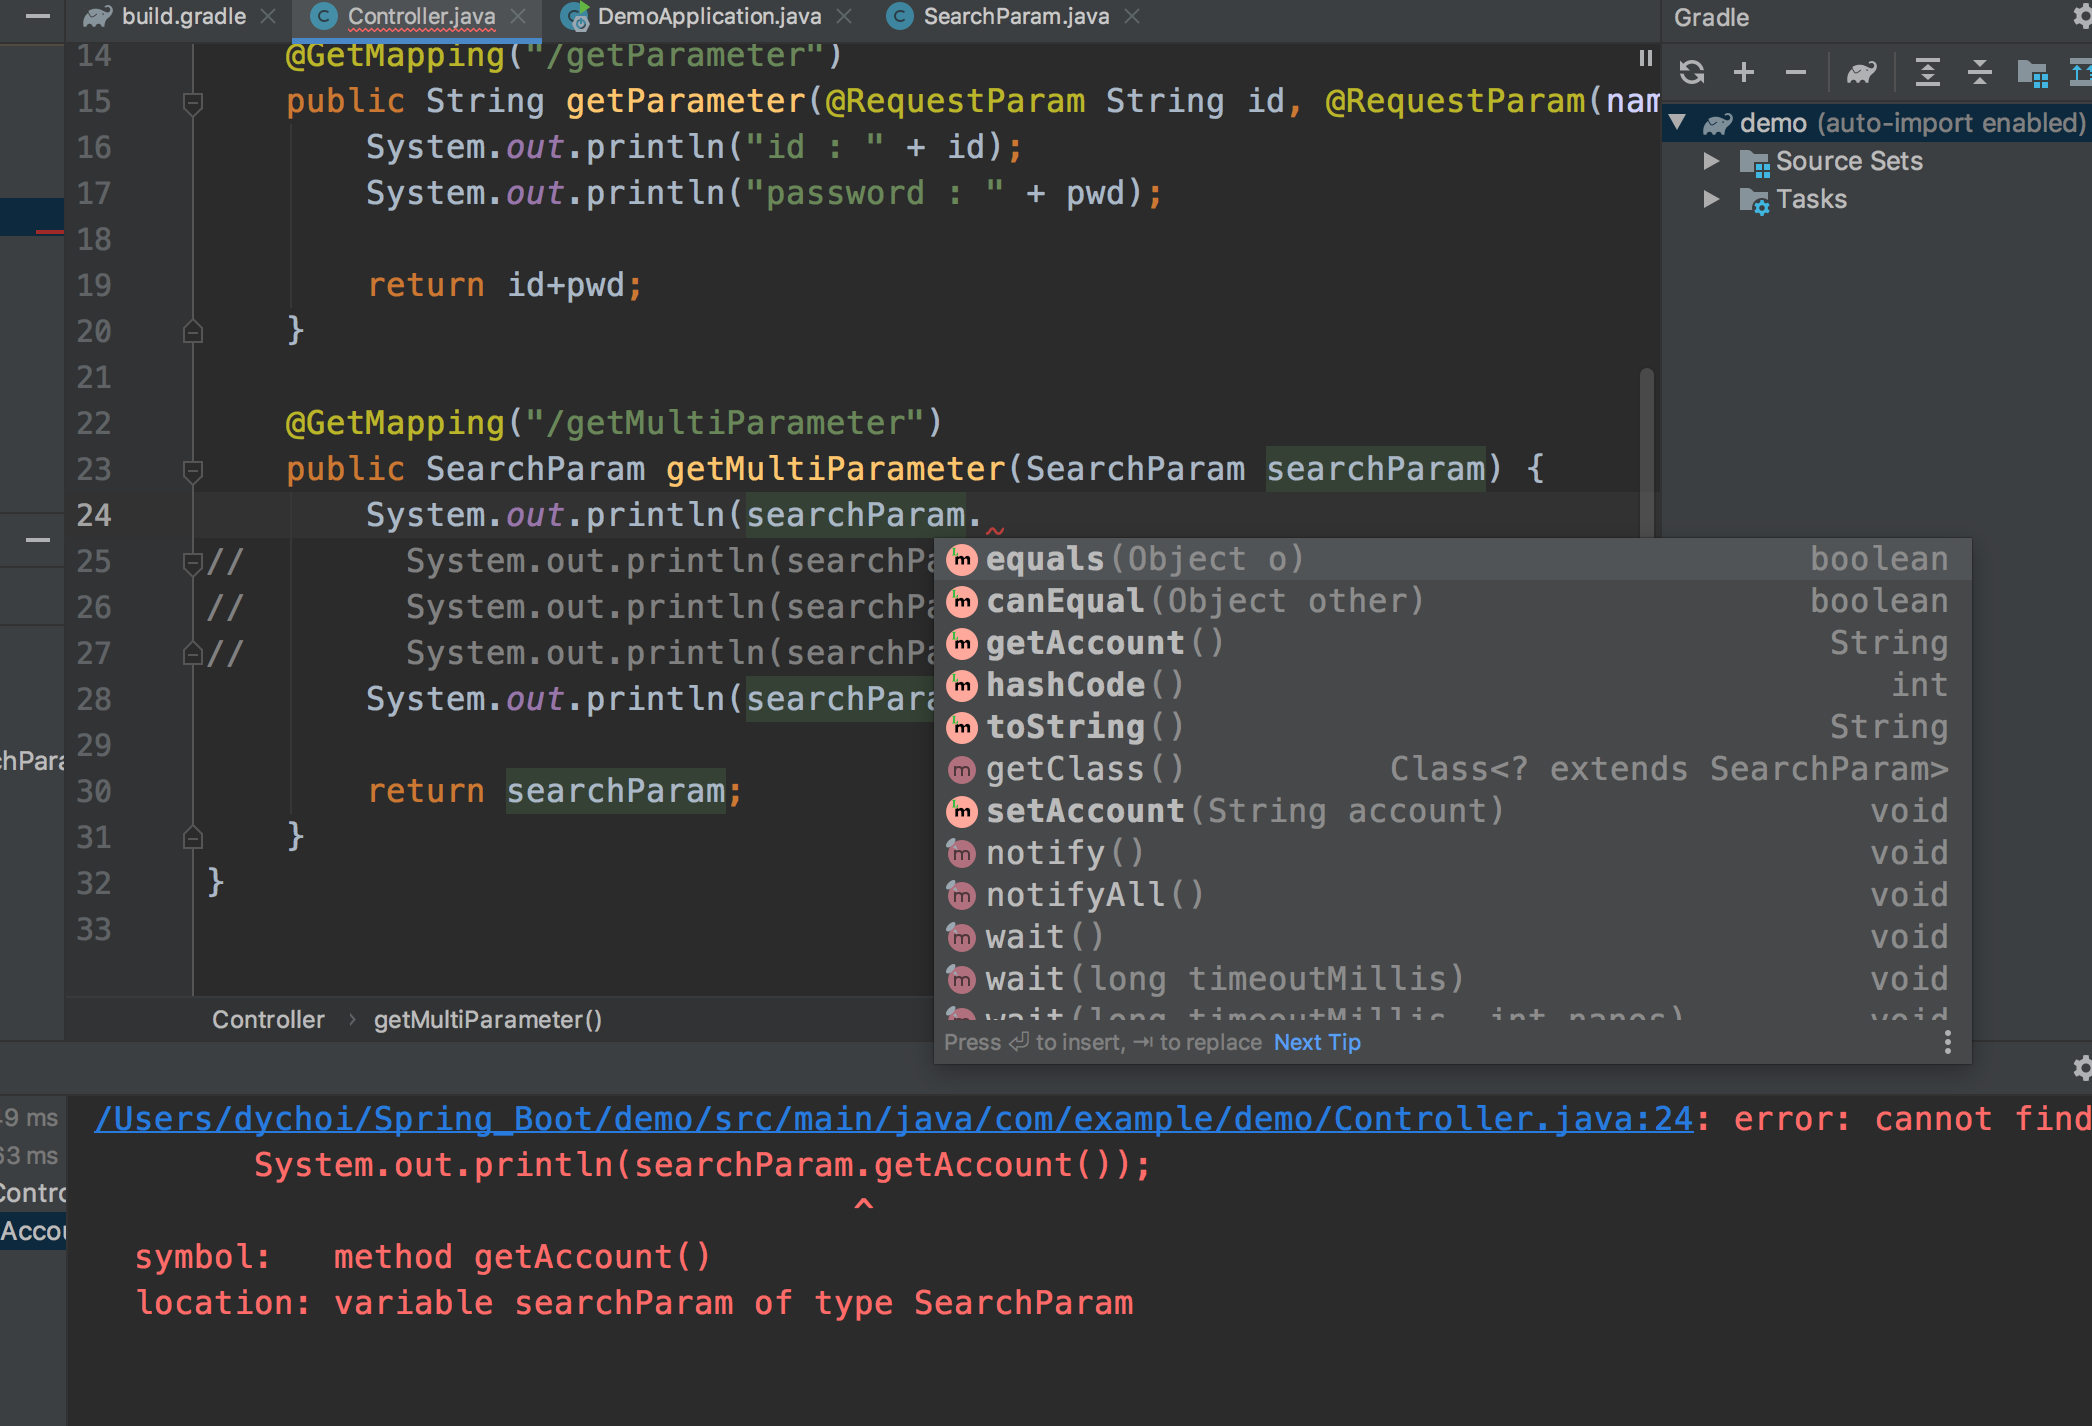 build.gradle
Controller.java
DemoApplication.java
SearchParam.java
Gradle
14 @GetMapping("/getParameter")
15 public String getParameter(@RequestParam String id, @RequestParam(nam
16 System.out.println("id : " + id);
17 System.out.println("password : " + pwd);
18
19 return id+pwd;
20 }
21
22 @GetMapping("/getMultiParameter")
23 public SearchParam getMultiParameter(SearchParam searchParam) {
24 System.out.println(searchParam.
25 // System.out.println(searchPa
26 // System.out.println(searchPa
27 // System.out.println(searchPa
28 System.out.println(searchPara
29
30 return searchParam;
31 }
32 }
33
equals(Object o) boolean
canEqual(Object other) boolean
getAccount() String
hashCode() int
toString() String
getClass() Class<? extends SearchParam>
setAccount(String account) void
notify() void
notifyAll() void
wait() void
wait(long timeoutMillis) void
wait(long timeoutMillis, int nanos) void
Press ⏎ to insert, ⇥ to replace Next Tip
demo (auto-import enabled)
Source Sets
Tasks
chPara
Controller › getMultiParameter()
9 ms
63 ms
Contro
Accou
/Users/dychoi/Spring_Boot/demo/src/main/java/com/example/demo/Controller.java:24: error: cannot find
System.out.println(searchParam.getAccount());
^
symbol: method getAccount()
location: variable searchParam of type SearchParam